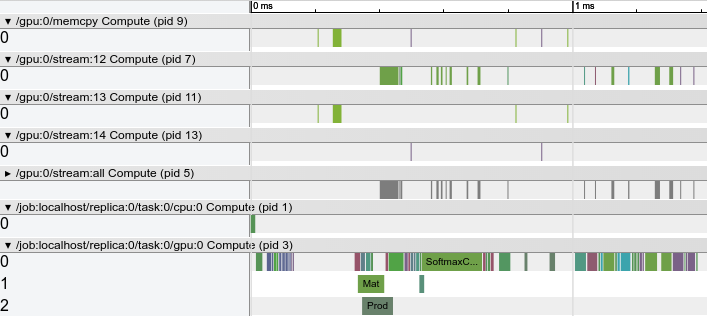 0 ms
1 ms
▼ /gpu:0/memcpy Compute (pid 9)
0
▼ /gpu:0/stream:12 Compute (pid 7)
0
▼ /gpu:0/stream:13 Compute (pid 11)
0
▼ /gpu:0/stream:14 Compute (pid 13)
0
► /gpu:0/stream:all Compute (pid 5)
▼ /job:localhost/replica:0/task:0/cpu:0 Compute (pid 1)
0
▼ /job:localhost/replica:0/task:0/gpu:0 Compute (pid 3)
0 SoftmaxC...
1 Mat
2 Prod